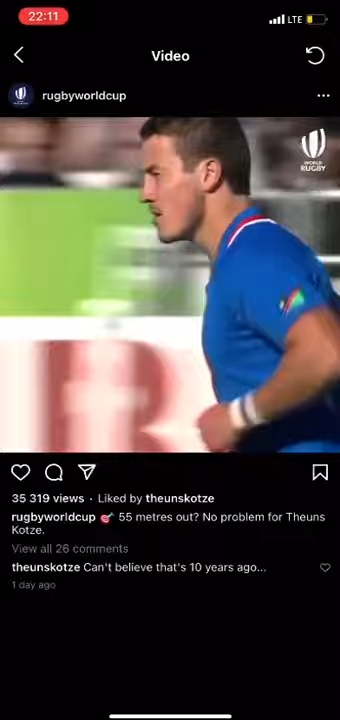 22:11
LTE
Video
rugbyworldcup
WORLD
RUGBY
35 319 views · Liked by theunskotze
rugbyworldcup 55 metres out? No problem for Theuns
Kotze.
View all 26 comments
theunskotze Can't believe that's 10 years ago...
1 day ago